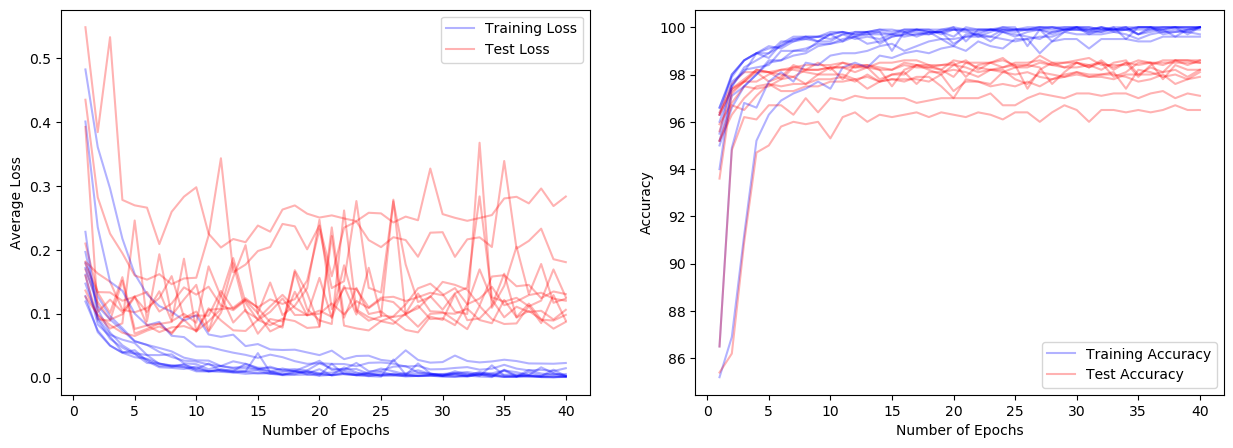 Training Loss
Test Loss
0.5
0.4
0.3
0.2
0.1
0.0
Average Loss
0 5 10 15 20 25 30 35 40
Number of Epochs
100
98
96
94
92
90
88
86
Accuracy
Training Accuracy
Test Accuracy
0 5 10 15 20 25 30 35 40
Number of Epochs